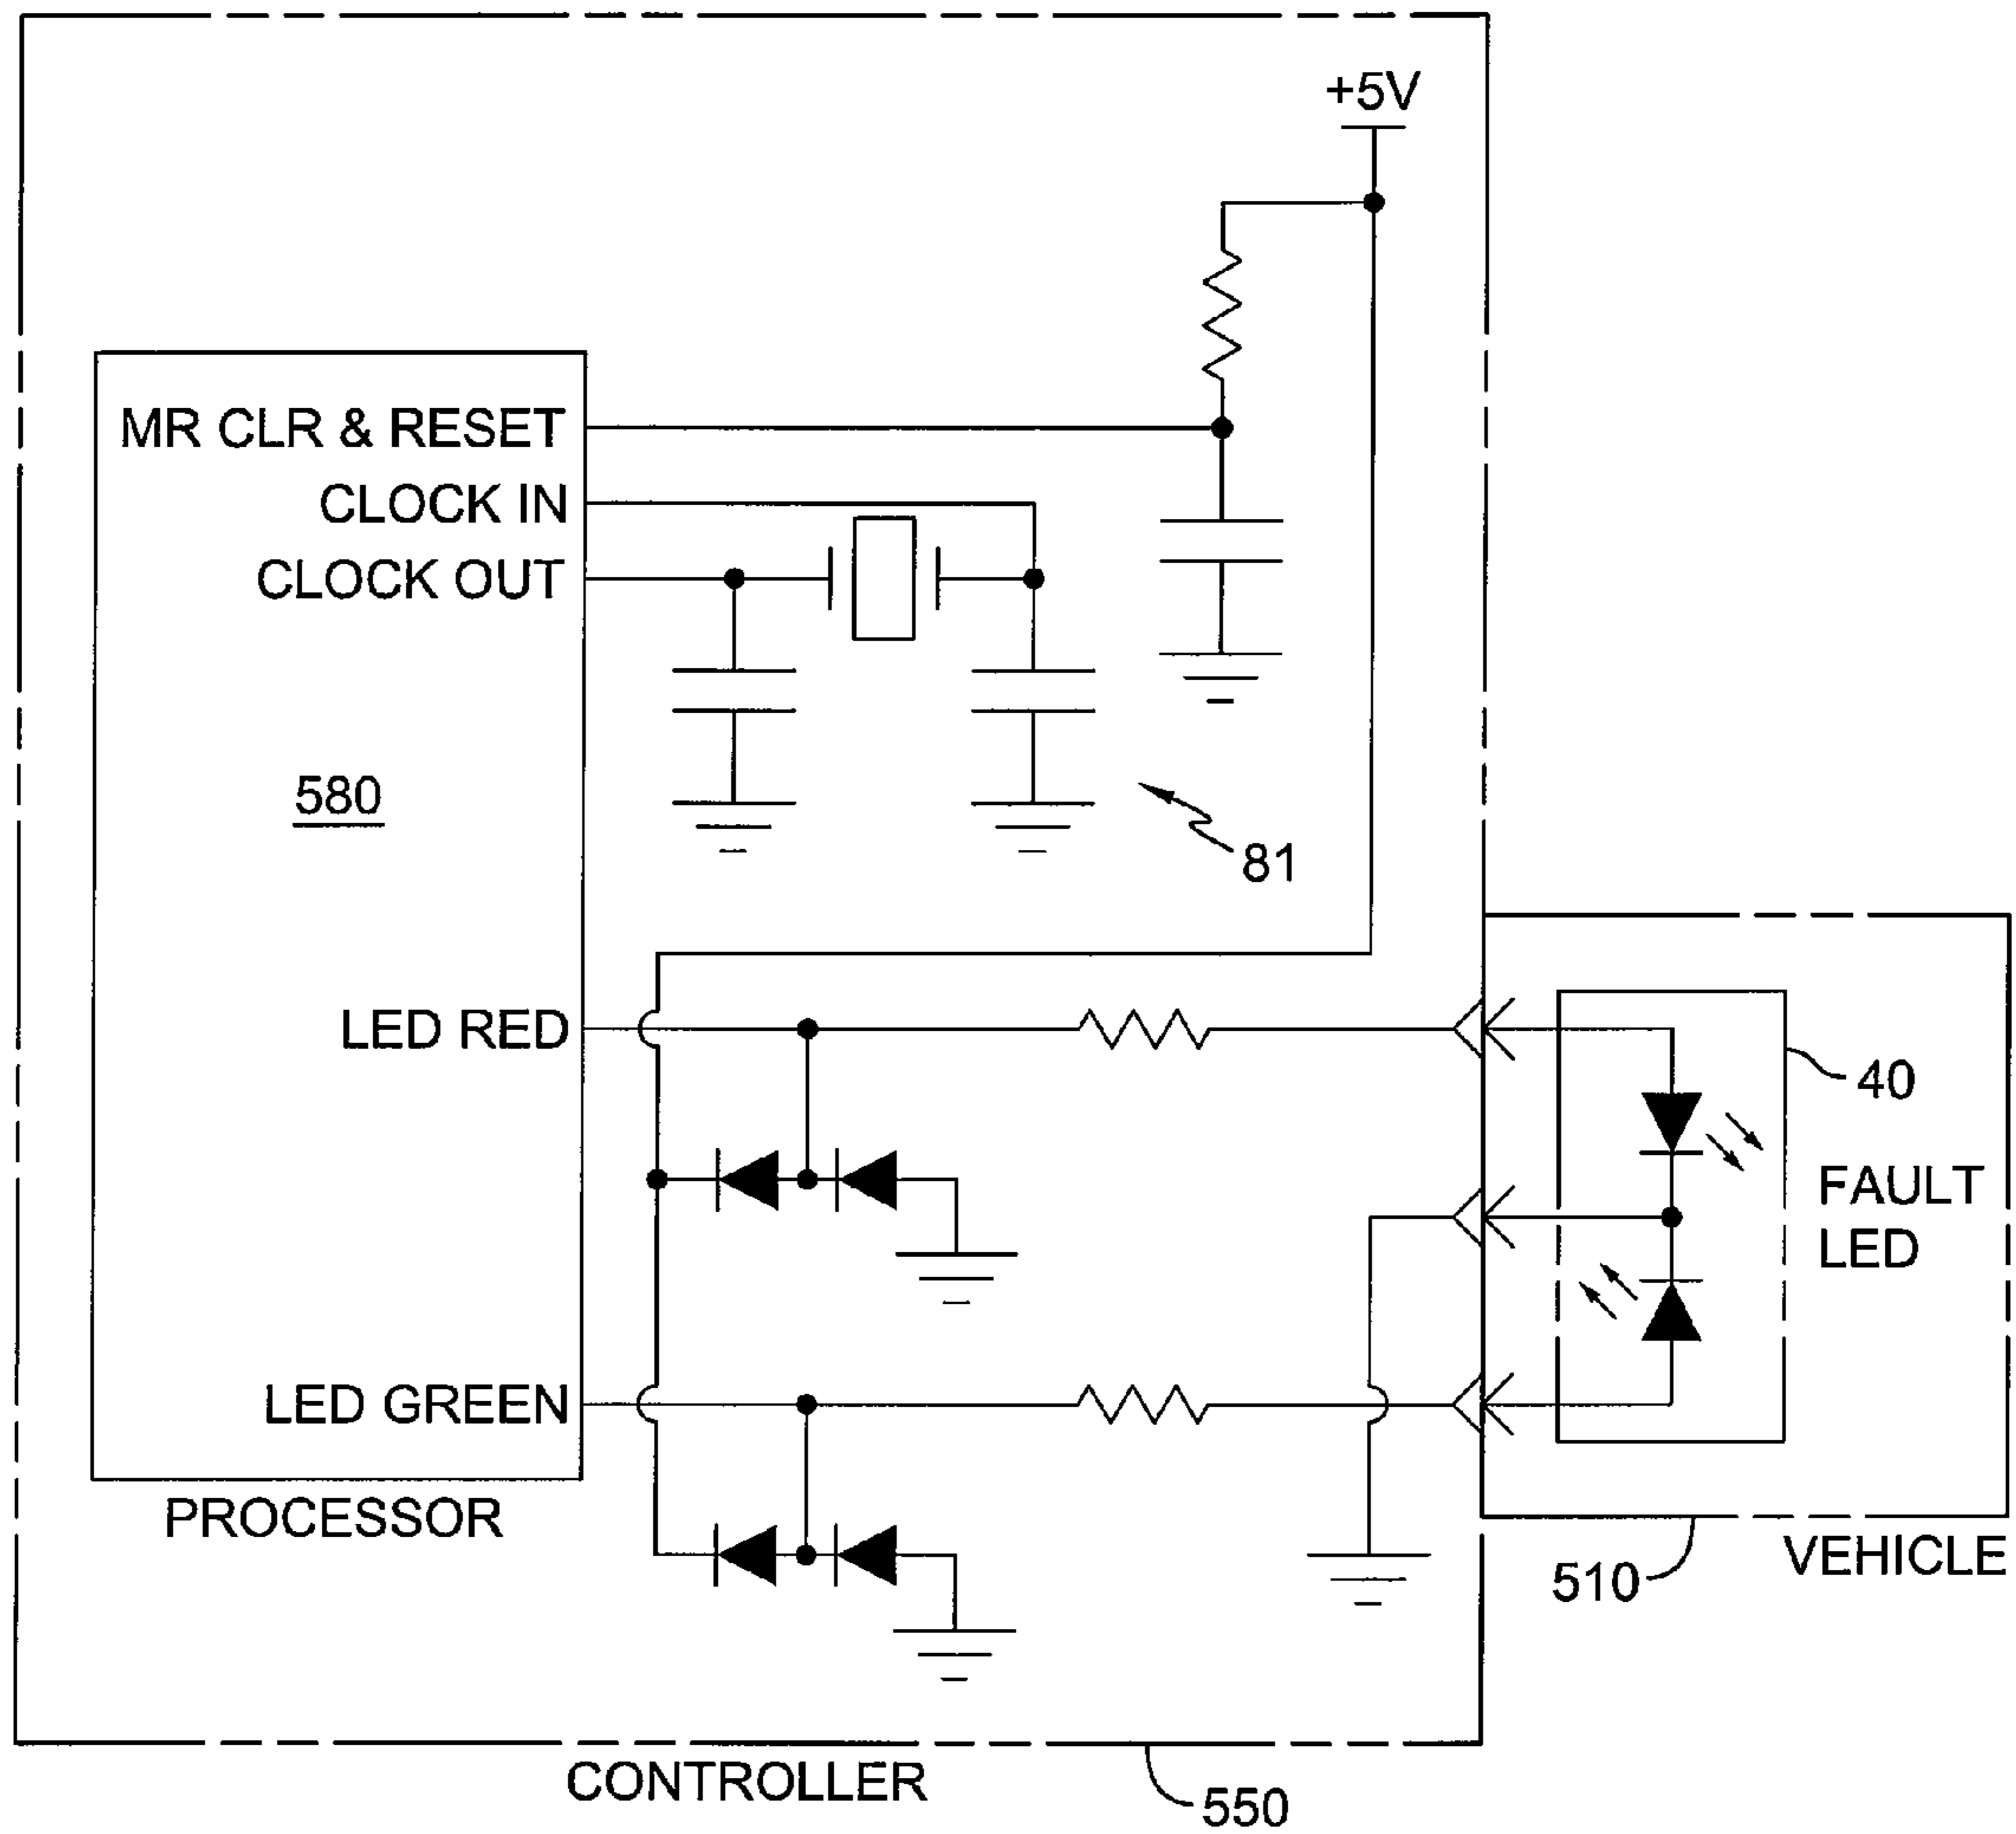 +5V
MR CLR & RESET
CLOCK IN
CLOCK OUT
580
81
LED RED
40
FAULT
LED
LED GREEN
PROCESSOR
510
VEHICLE
CONTROLLER
550